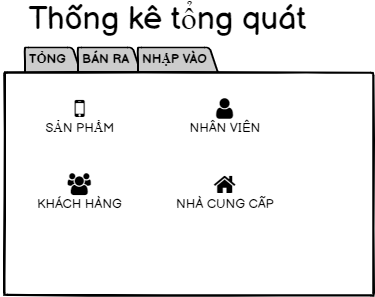 Thống kê tổng quát
TỔNG BÁN RA NHẬP VÀO
SẢN PHẨM NHÂN VIÊN
KHÁCH HÀNG NHÀ CUNG CẤP